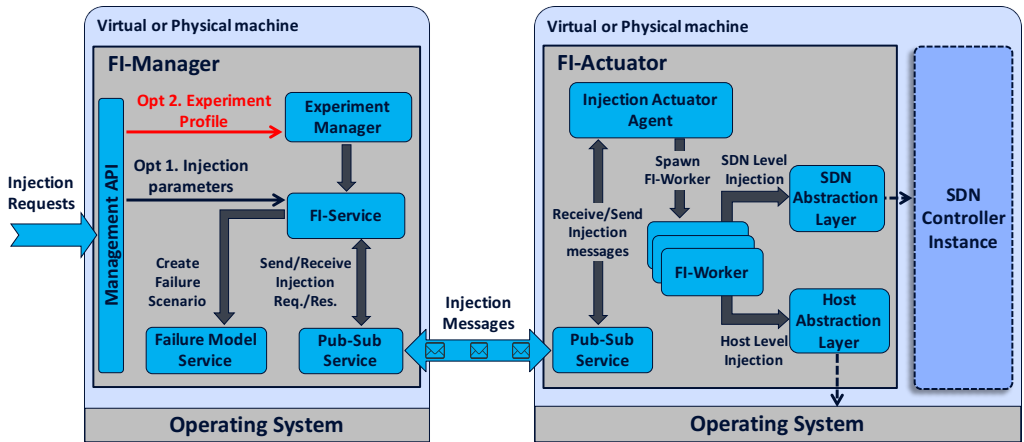 Virtual or Physical machine
FI-Manager
Opt 2. Experiment
Profile
Experiment
Manager
Management API
Injection
Requests
Opt 1. Injection
parameters
FI-Service
Create
Failure
Scenario
Send/Receive
Injection
Req./Res.
Failure Model
Service
Pub-Sub
Service
Operating System
Injection
Messages
Virtual or Physical machine
FI-Actuator
Injection Actuator
Agent
Spawn
FI-Worker
SDN Level
Injection
SDN
Abstraction
Layer
SDN
Controller
Instance
Receive/Send
Injection
messages
FI-Worker
Host Level
Injection
Host
Abstraction
Layer
Pub-Sub
Service
Operating System